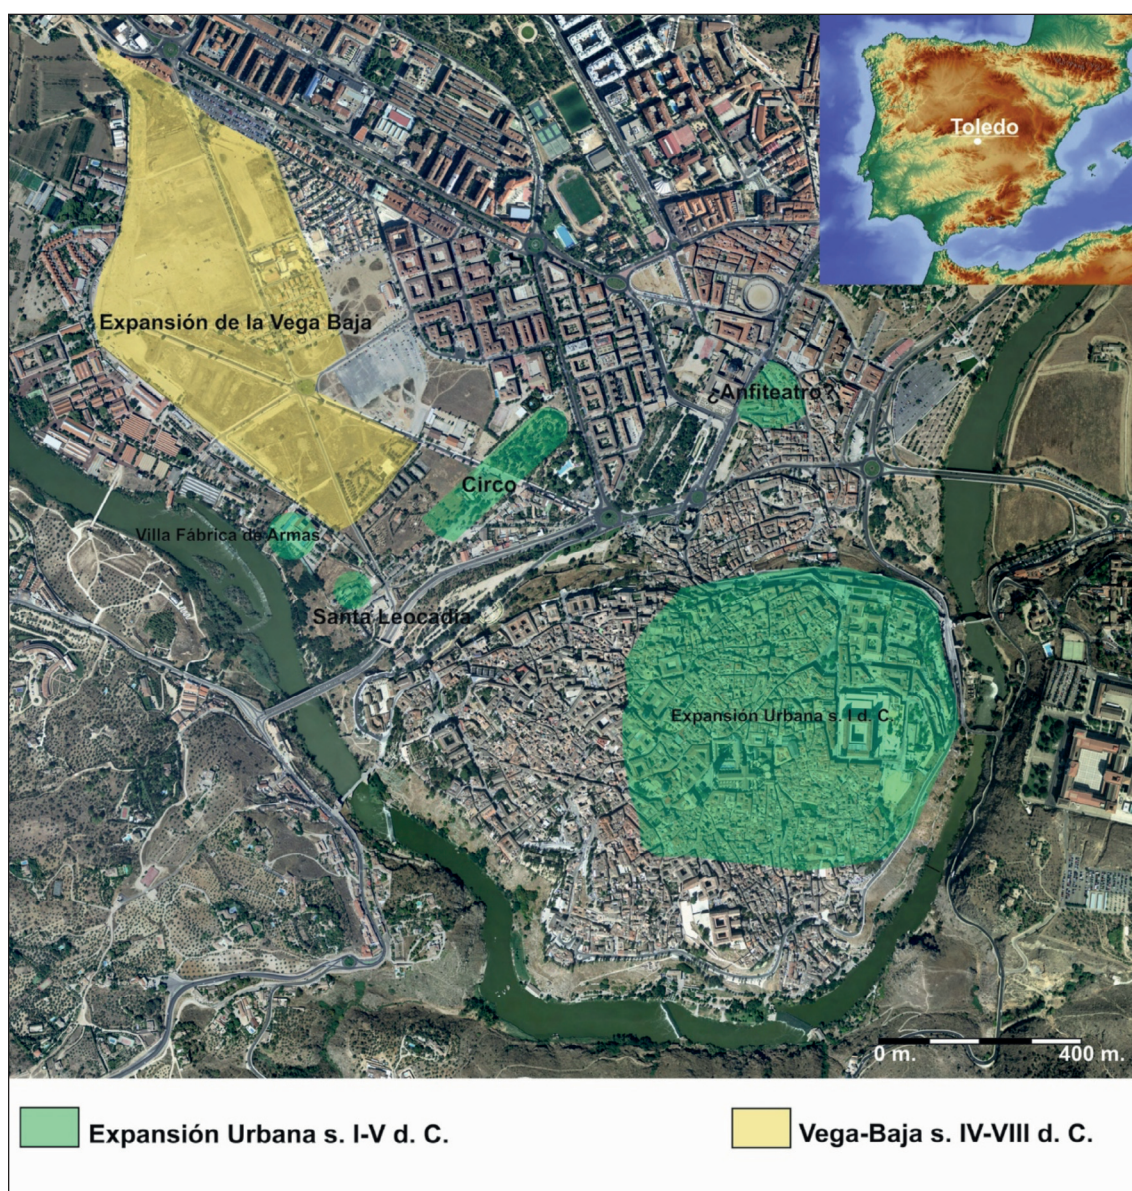 Toledo
Expansión de la Vega Baja
¿Anfiteatro?
Circo
Villa Fábrica de Armas
Santa Leocadia
Expansión Urbana s. I d. C.
0 m.
400 m.
Expansión Urbana s. I-V d. C.
Vega-Baja s. IV-VIII d. C.